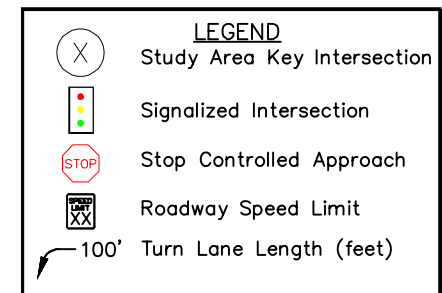 LEGEND
X Study Area Key Intersection
Signalized Intersection
STOP Stop Controlled Approach
SPEED
LIMIT
XX Roadway Speed Limit
100' Turn Lane Length (feet)